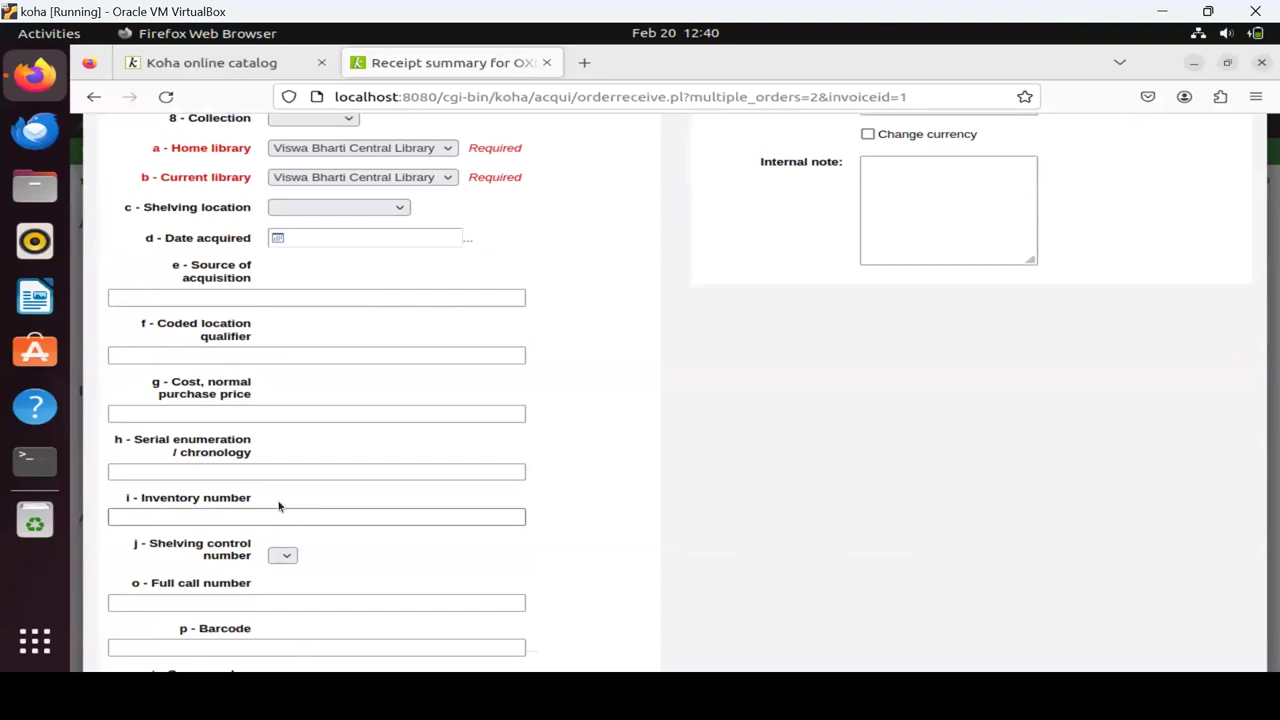 koha [Running] - Oracle VM VirtualBox
Activities
Firefox Web Browser
Feb 20 12:40
Koha online catalog
Receipt summary for OX
localhost:8080/cgi-bin/koha/acqui/orderreceive.pl?multiple_orders=2&invoiceid=1
8 - Collection
a - Home library
Viswa Bharti Central Library
Required
b - Current library
Viswa Bharti Central Library
Required
c - Shelving location
d - Date acquired
...
e - Source of
acquisition
f - Coded location
qualifier
g - Cost, normal
purchase price
h - Serial enumeration
/ chronology
i - Inventory number
j - Shelving control
number
o - Full call number
p - Barcode
Change currency
Internal note: